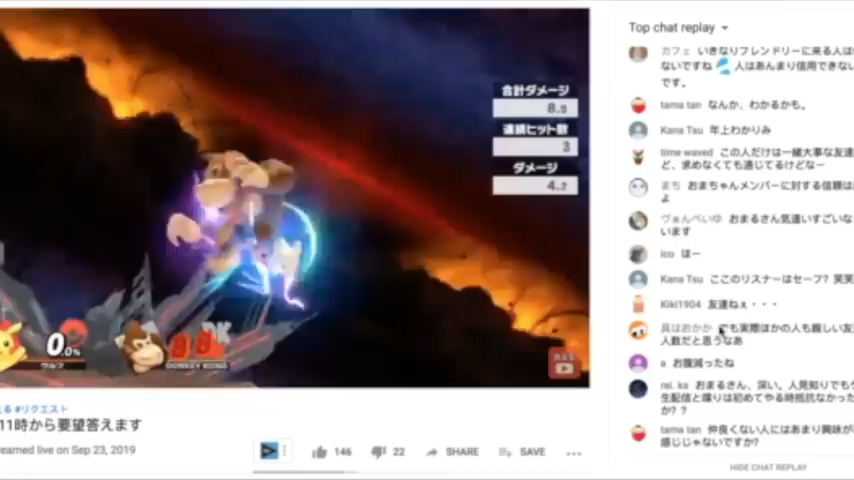 合計ダメージ
8.5
連続ヒット数
3
ダメージ
4.2
0.0%
ウルフ
DK
DONKEY KONG
える #リクエスト
11時から要望答えます
reamed live on Sep 23, 2019
146
22
SHARE
SAVE
Top chat replay
カフェ いきなりフレンドリーに来る人は
ないですね 人はあんまり信用できない
です。
tama tan なんか、わかるかも。
Kana Tsu 年上わかりみ
time waved この人だけは一緒大事な友達
ど、求めなくても通じてるけどなー
まち おまちゃんメンバーに対する信頼は
よ
ヴぁんぺいゆ おまるさん気遣いすごいな
います
ico ほー
Kana Tsu ここのリスナーはセーフ? 笑笑
Kiki1904 友達ねぇ・・・
具はおかか でも実際ほかの人も親しい友
人数だと思うなあ
a お腹減ったね
rei. ka おまるさん、深い。人見知りでも
生配信と喋りは初めてやる時抵抗なかった
か? ?
tama tan 仲良くない人にはあまり興味が
感じじゃないですか?
HIDE CHAT REPLAY